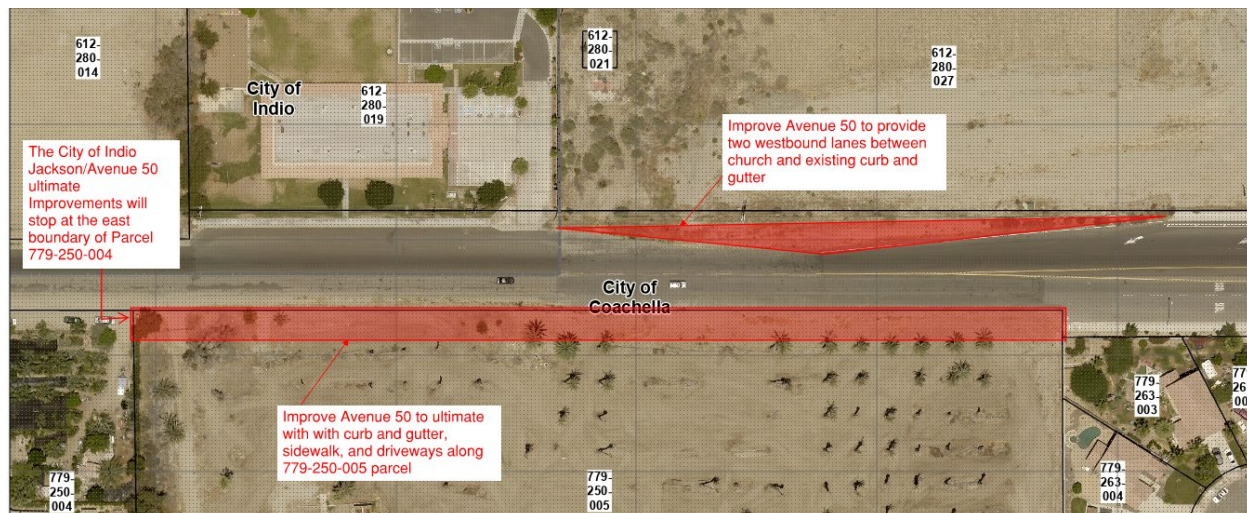 612-
280-
014
City of
Indio
612-
280-
019
612-
280-
021
612-
280-
027
Improve Avenue 50 to provide
two westbound lanes between
church and existing curb and
gutter
The City of Indio
Jackson/Avenue 50
ultimate
Improvements will
stop at the east
boundary of Parcel
779-250-004
City of
Coachella
Improve Avenue 50 to ultimate
with with curb and gutter,
sidewalk, and driveways along
779-250-005 parcel
779-
250-
004
779-
250-
005
779-
263-
003
779-
263-
004